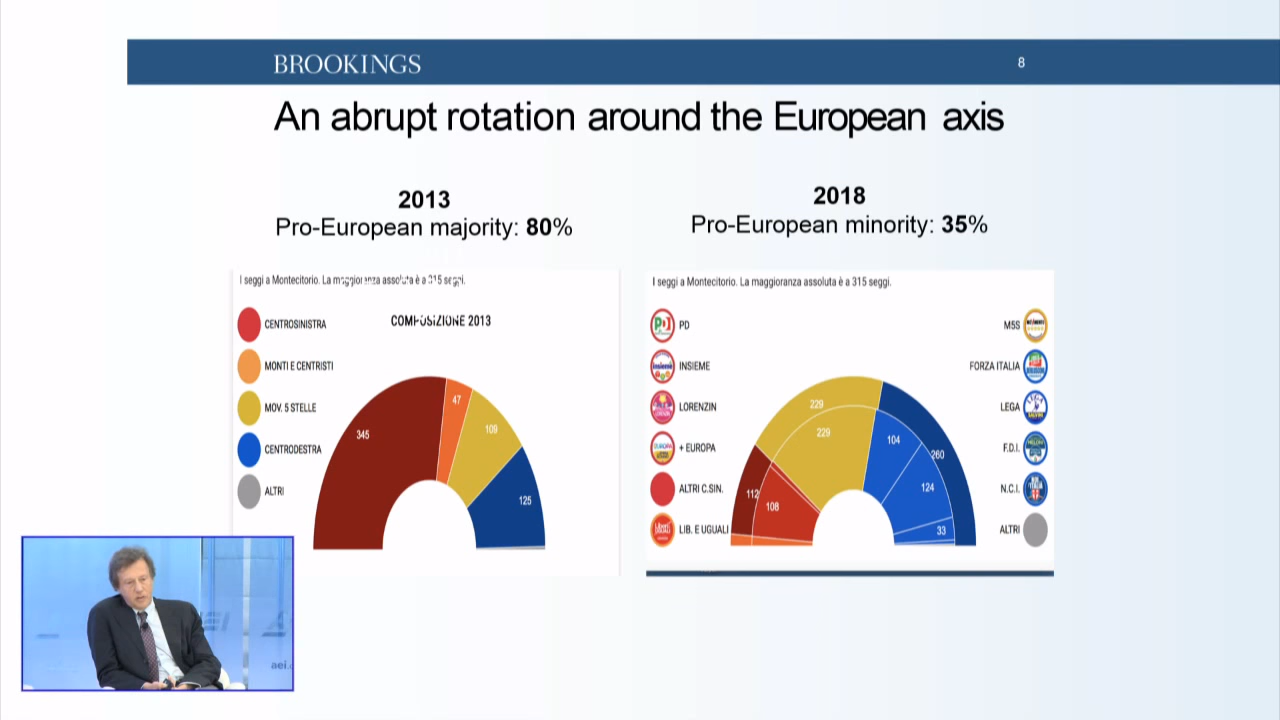 BROOKINGS
8
An abrupt rotation around the European axis
2013
Pro-European majority: 80%
2018
Pro-European minority: 35%
I seggi a Montecitorio. La maggioranza assoluta è a 315 seggi.
COMPOSIZIONE 2013
CENTROSINISTRA
MONTI E CENTRISTI
MOV. 5 STELLE
CENTRODESTRA
ALTRI
345
47
109
125
I seggi a Montecitorio. La maggioranza assoluta è a 315 seggi.
PD
INSIEME
LORENZIN
+ EUROPA
ALTRI C.SIN.
LIB. E UGUALI
M5S
FORZA ITALIA
LEGA
F.D.I.
N.C.I.
ALTRI
229
229
104
260
124
112
108
33
AEI
aei.